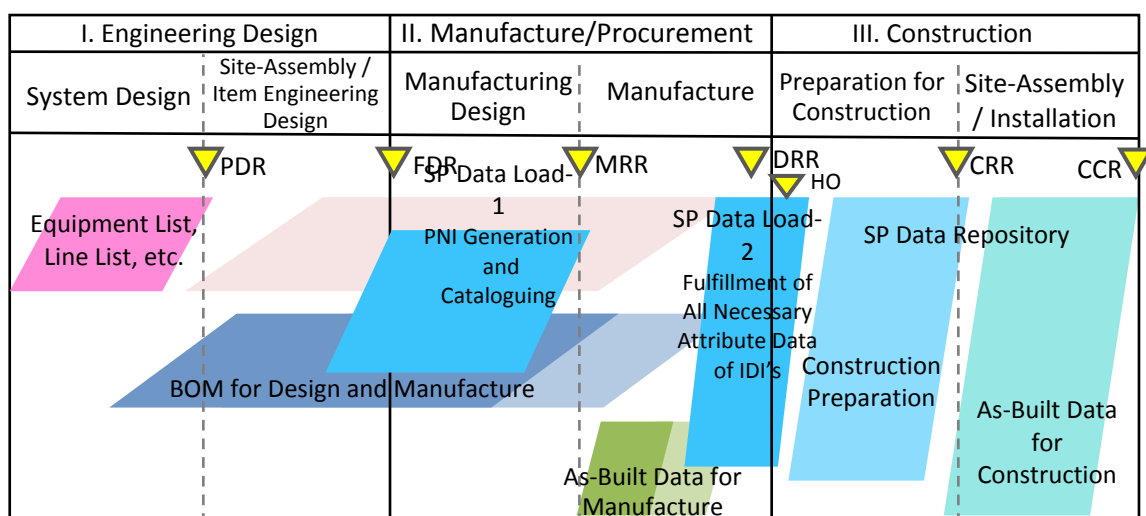 I. Engineering Design
II. Manufacture/Procurement
III. Construction
System Design
Site-Assembly /
Item Engineering
Design
Manufacturing
Design
Manufacture
Preparation for
Construction
Site-Assembly
/ Installation
PDR
FDR
MRR
DRR
HO
CRR
CCR
Equipment List,
Line List, etc.
SP Data Load-
1
PNI Generation
and
Cataloguing
SP Data Load-
2
Fulfillment of
All Necessary
Attribute Data
of IDI's
SP Data Repository
BOM for Design and Manufacture
Construction
Preparation
As-Built Data for
Manufacture
As-Built Data
for
Construction